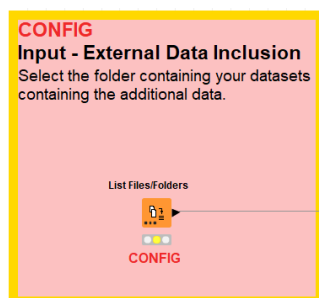 CONFIG
Input - External Data Inclusion
Select the folder containing your datasets
containing the additional data.
List Files/Folders
CONFIG